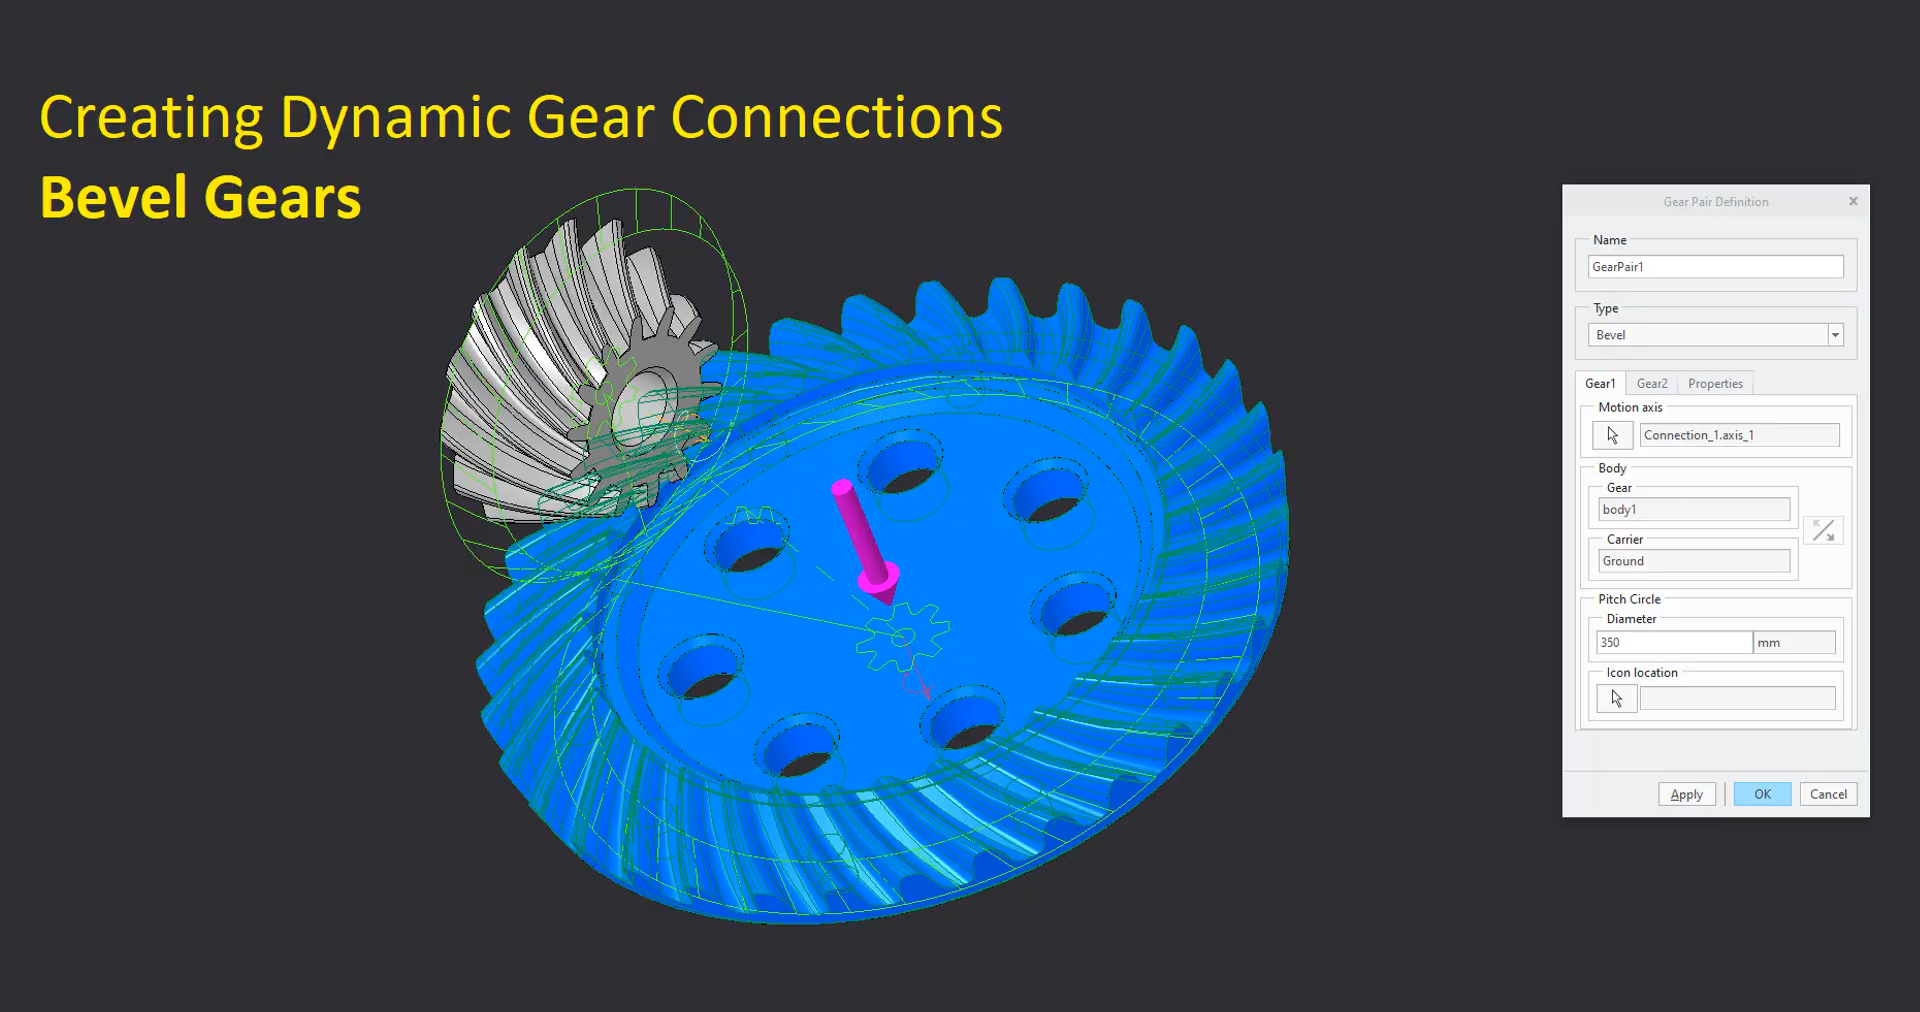 Creating Dynamic Gear Connections
Bevel Gears
Gear Pair Definition
Name
GearPair1
Type
Bevel
Gear1 Gear2 Properties
Motion axis
Connection_1.axis_1
Body
Gear
body1
Carrier
Ground
Pitch Circle
Diameter
350 mm
Icon location
Apply OK Cancel